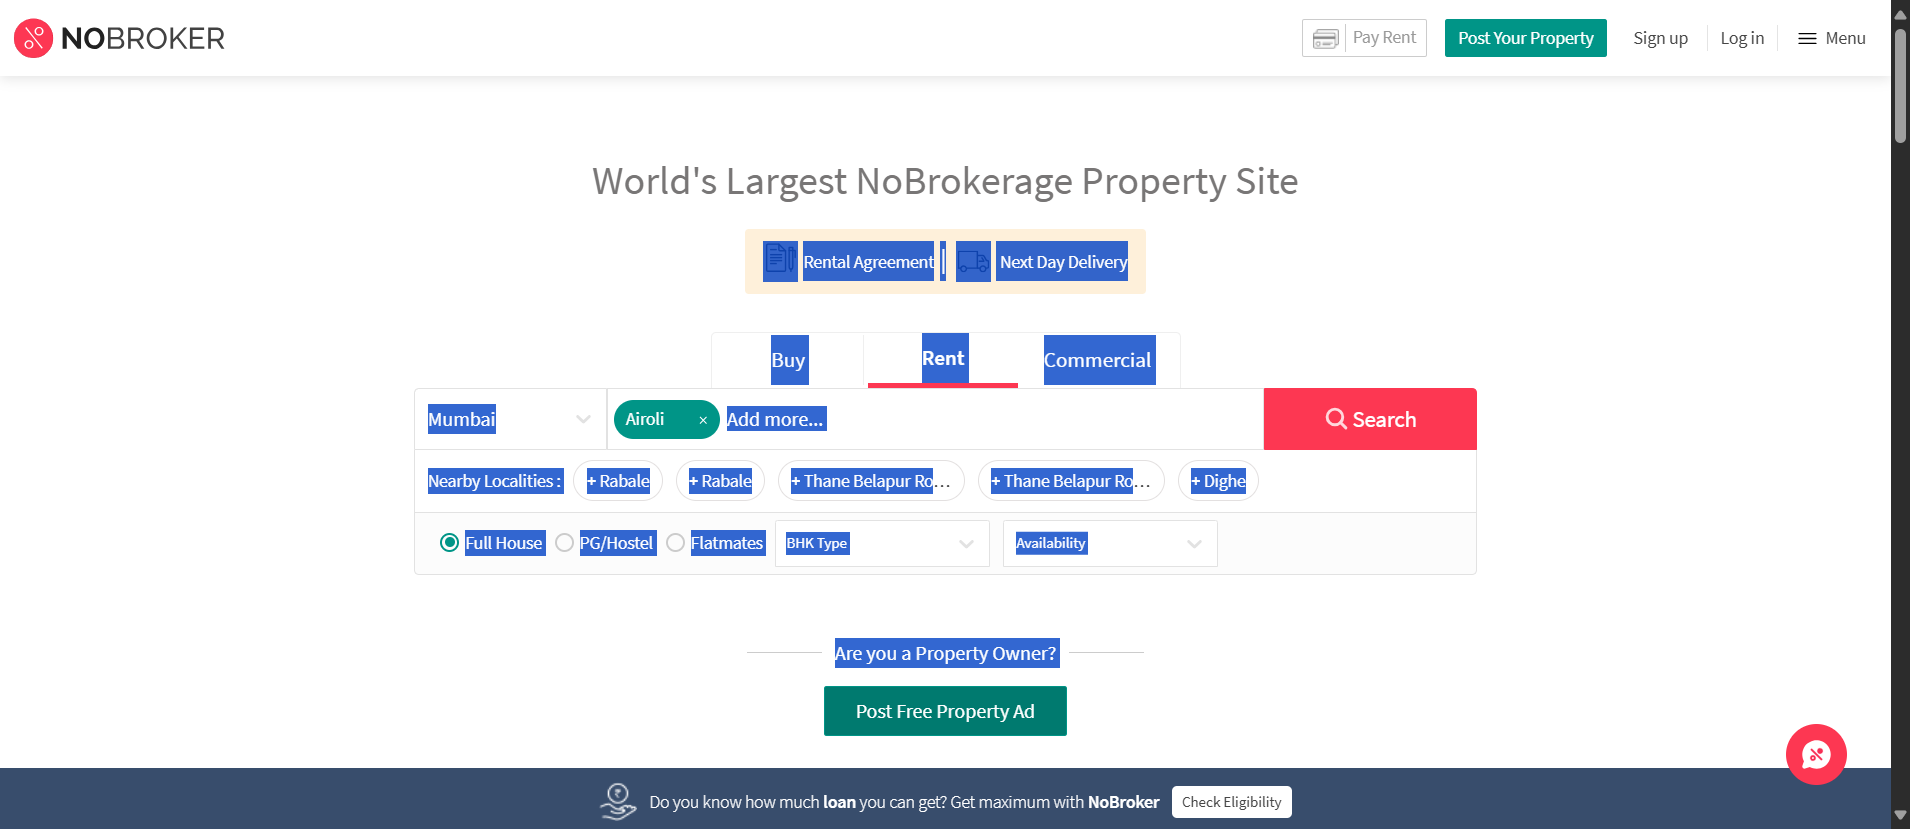 NOBROKER
Pay Rent
Post Your Property
Sign up
Log in
Menu
World's Largest NoBrokerage Property Site
Rental Agreement | Next Day Delivery
Buy
Rent
Commercial
Mumbai
Airoli ×
Add more...
Search
Nearby Localities :
+ Rabale
+ Rabale
+ Thane Belapur Ro...
+ Thane Belapur Ro...
+ Dighe
Full House
PG/Hostel
Flatmates
BHK Type
Availability
Are you a Property Owner?
Post Free Property Ad
Do you know how much loan you can get? Get maximum with NoBroker
Check Eligibility